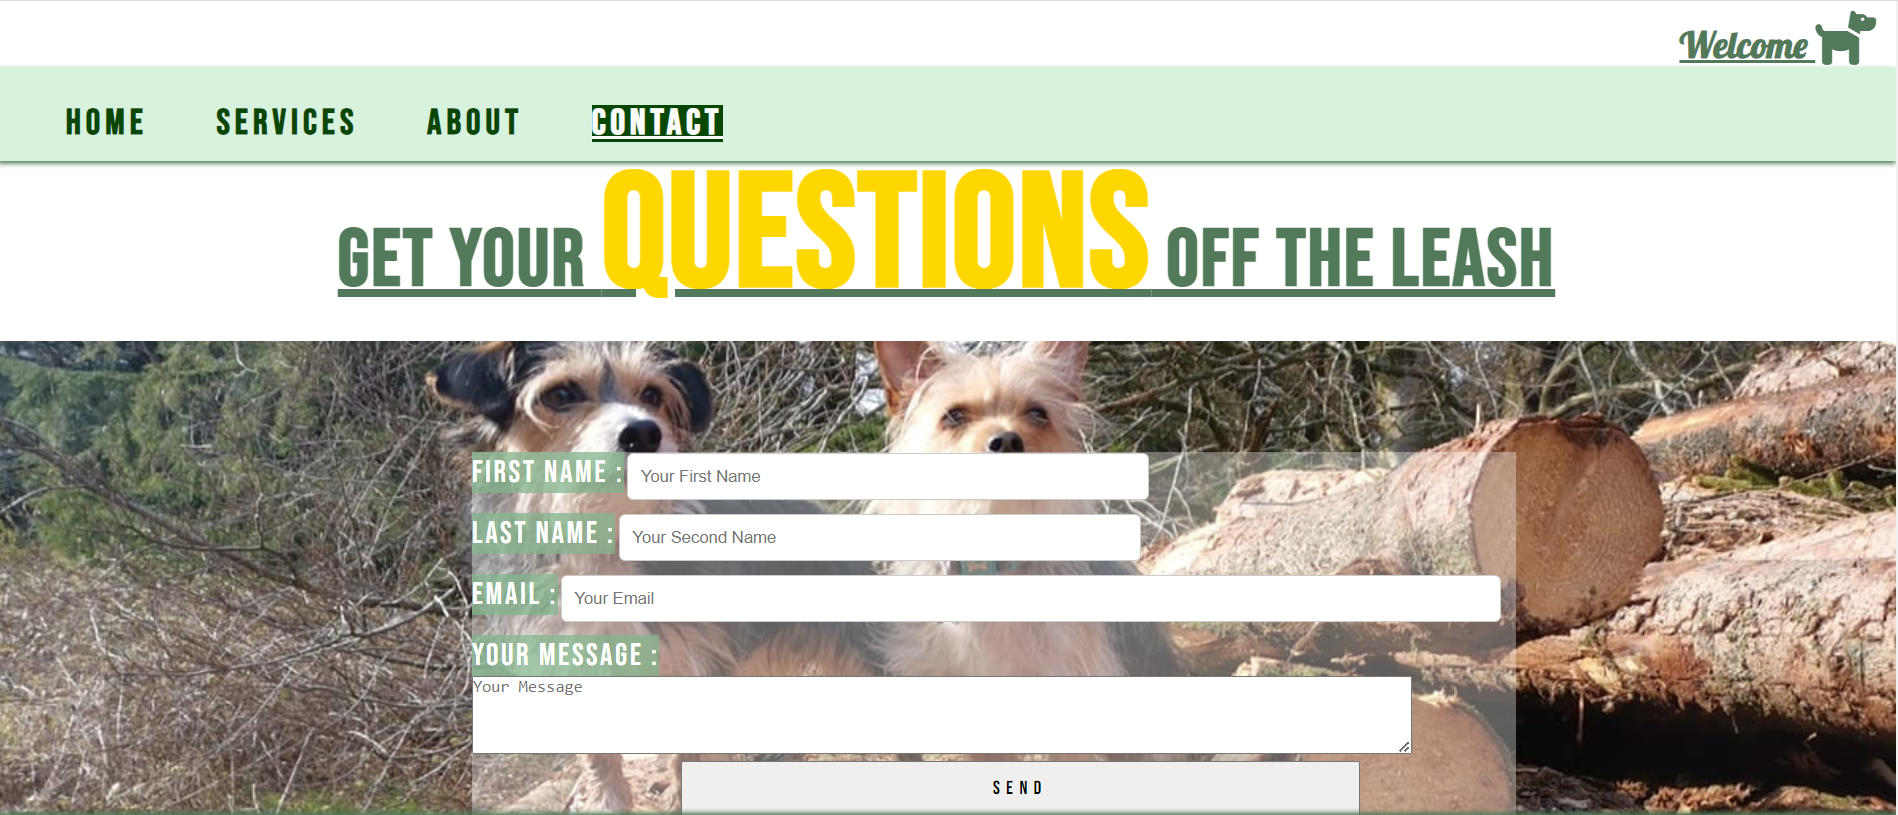 Welcome
HOME SERVICES ABOUT CONTACT
GET YOUR QUESTIONS OFF THE LEASH
FIRST NAME : Your First Name
LAST NAME : Your Second Name
EMAIL : Your Email
YOUR MESSAGE :
Your Message
SEND